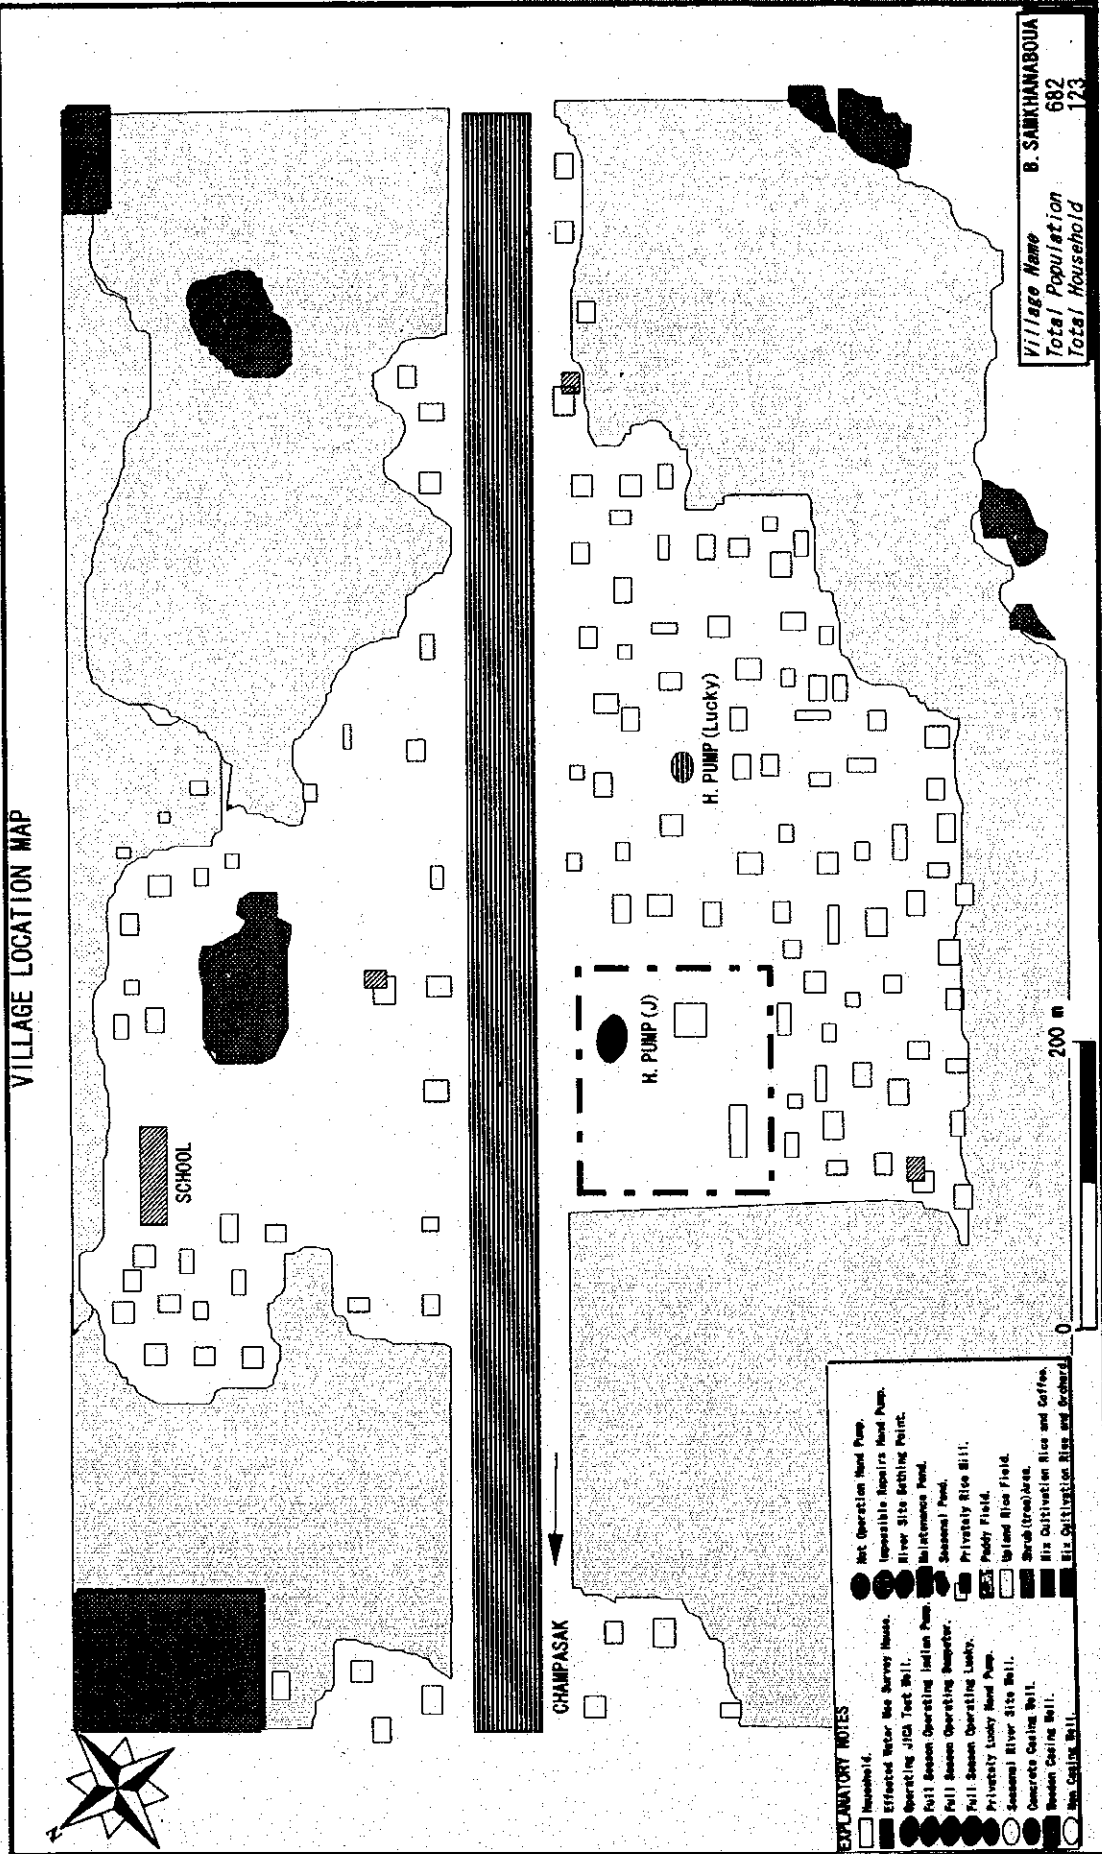 VILLAGE LOCATION MAP
SCHOOL
H. PUMP (J)
H. PUMP (Lucky)
CHAMPASAK
N
0
200 m
Village Name B. SAMKHANABOUA
Total Population 682
Total Household 123
EXPLANATORY NOTES
Household.
Effected Water Use Survey House.
Operating JICA Test Well.
Full Season Operating Indian Pump.
Full Season Operating
Full Season Operating Lucky.
Privately Lucky Hand Pump.
Seasonal River Site Well.
Concrete Casing Well.
Wooden Casing Well.
Non Casing Well.
Not Operation Hand Pump.
Impossible Repairs Hand Pump.
River Site Bathing Point.
Maintenance Pond.
Seasonal Pond.
Privately Rice Mill.
Paddy Field.
Upland Rice Field.
Shrub(tree)Area.
Mix Cultivation Rice and Coffee.
Mix Cultivation Rice and Orchard.